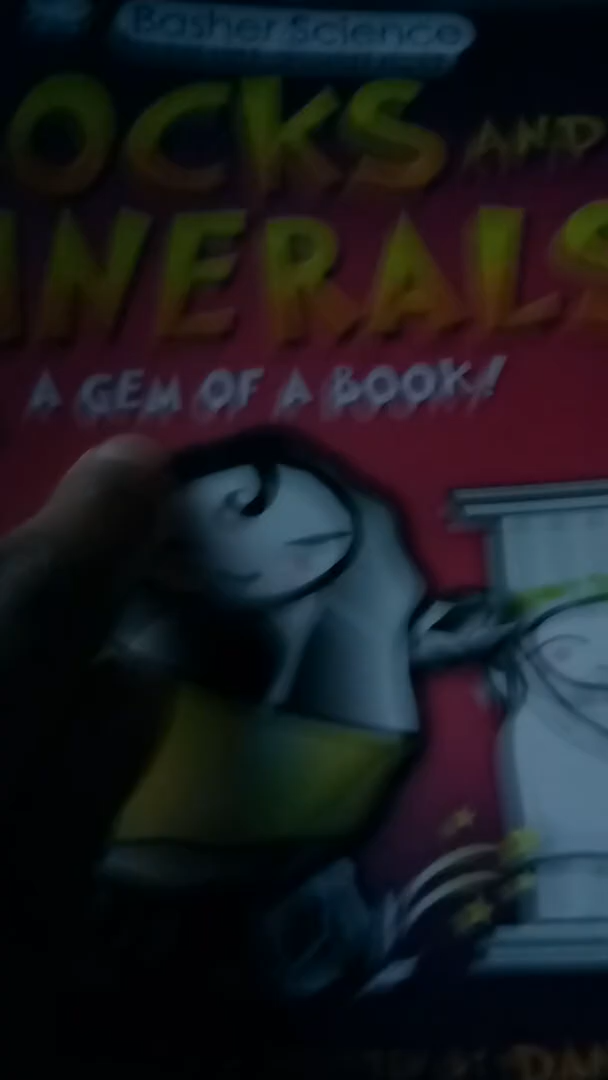 Basher Science
OCKS AND
INERALS
A GEM OF A BOOK!